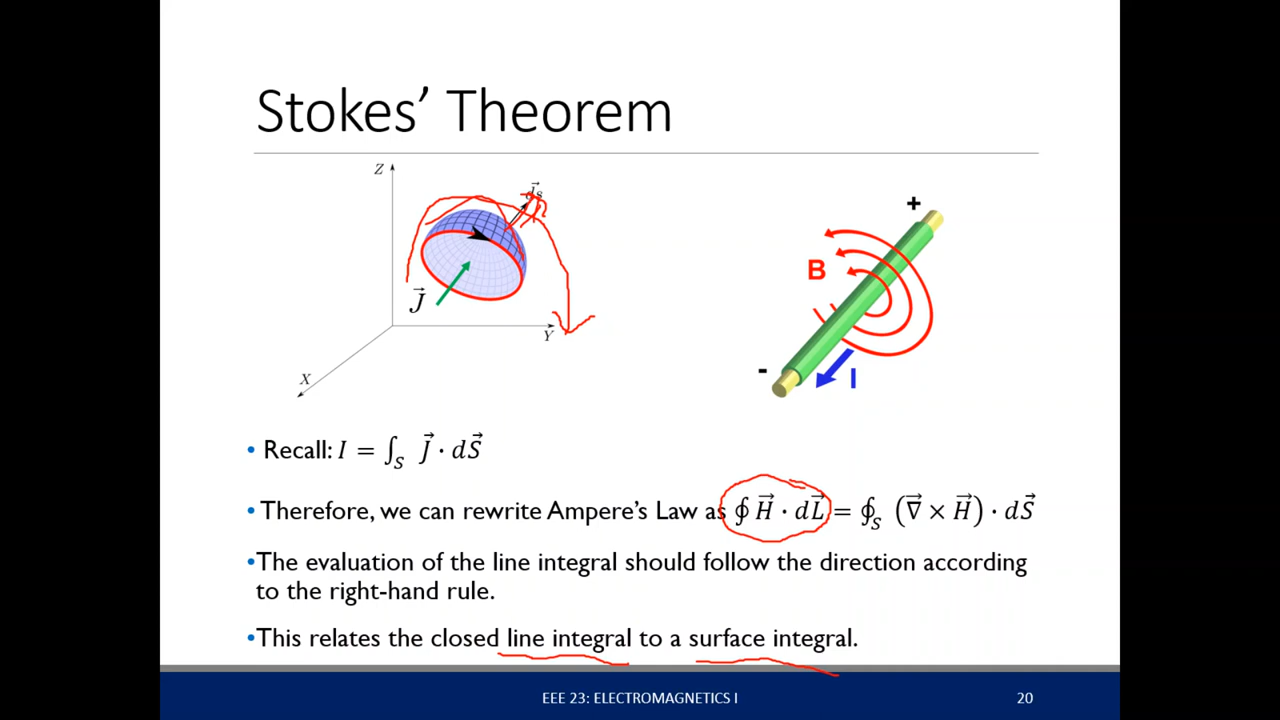 Stokes’ Theorem
Z
d⃗s
J⃗
Y
X
+
B
-
I
• Recall: I = ∫_S J⃗ · dS⃗
• Therefore, we can rewrite Ampere’s Law as ∮ H⃗ · dL⃗ = ∮_S (∇⃗ × H⃗) · dS⃗
•The evaluation of the line integral should follow the direction according
to the right-hand rule.
•This relates the closed line integral to a surface integral.
EEE 23: ELECTROMAGNETICS I
20